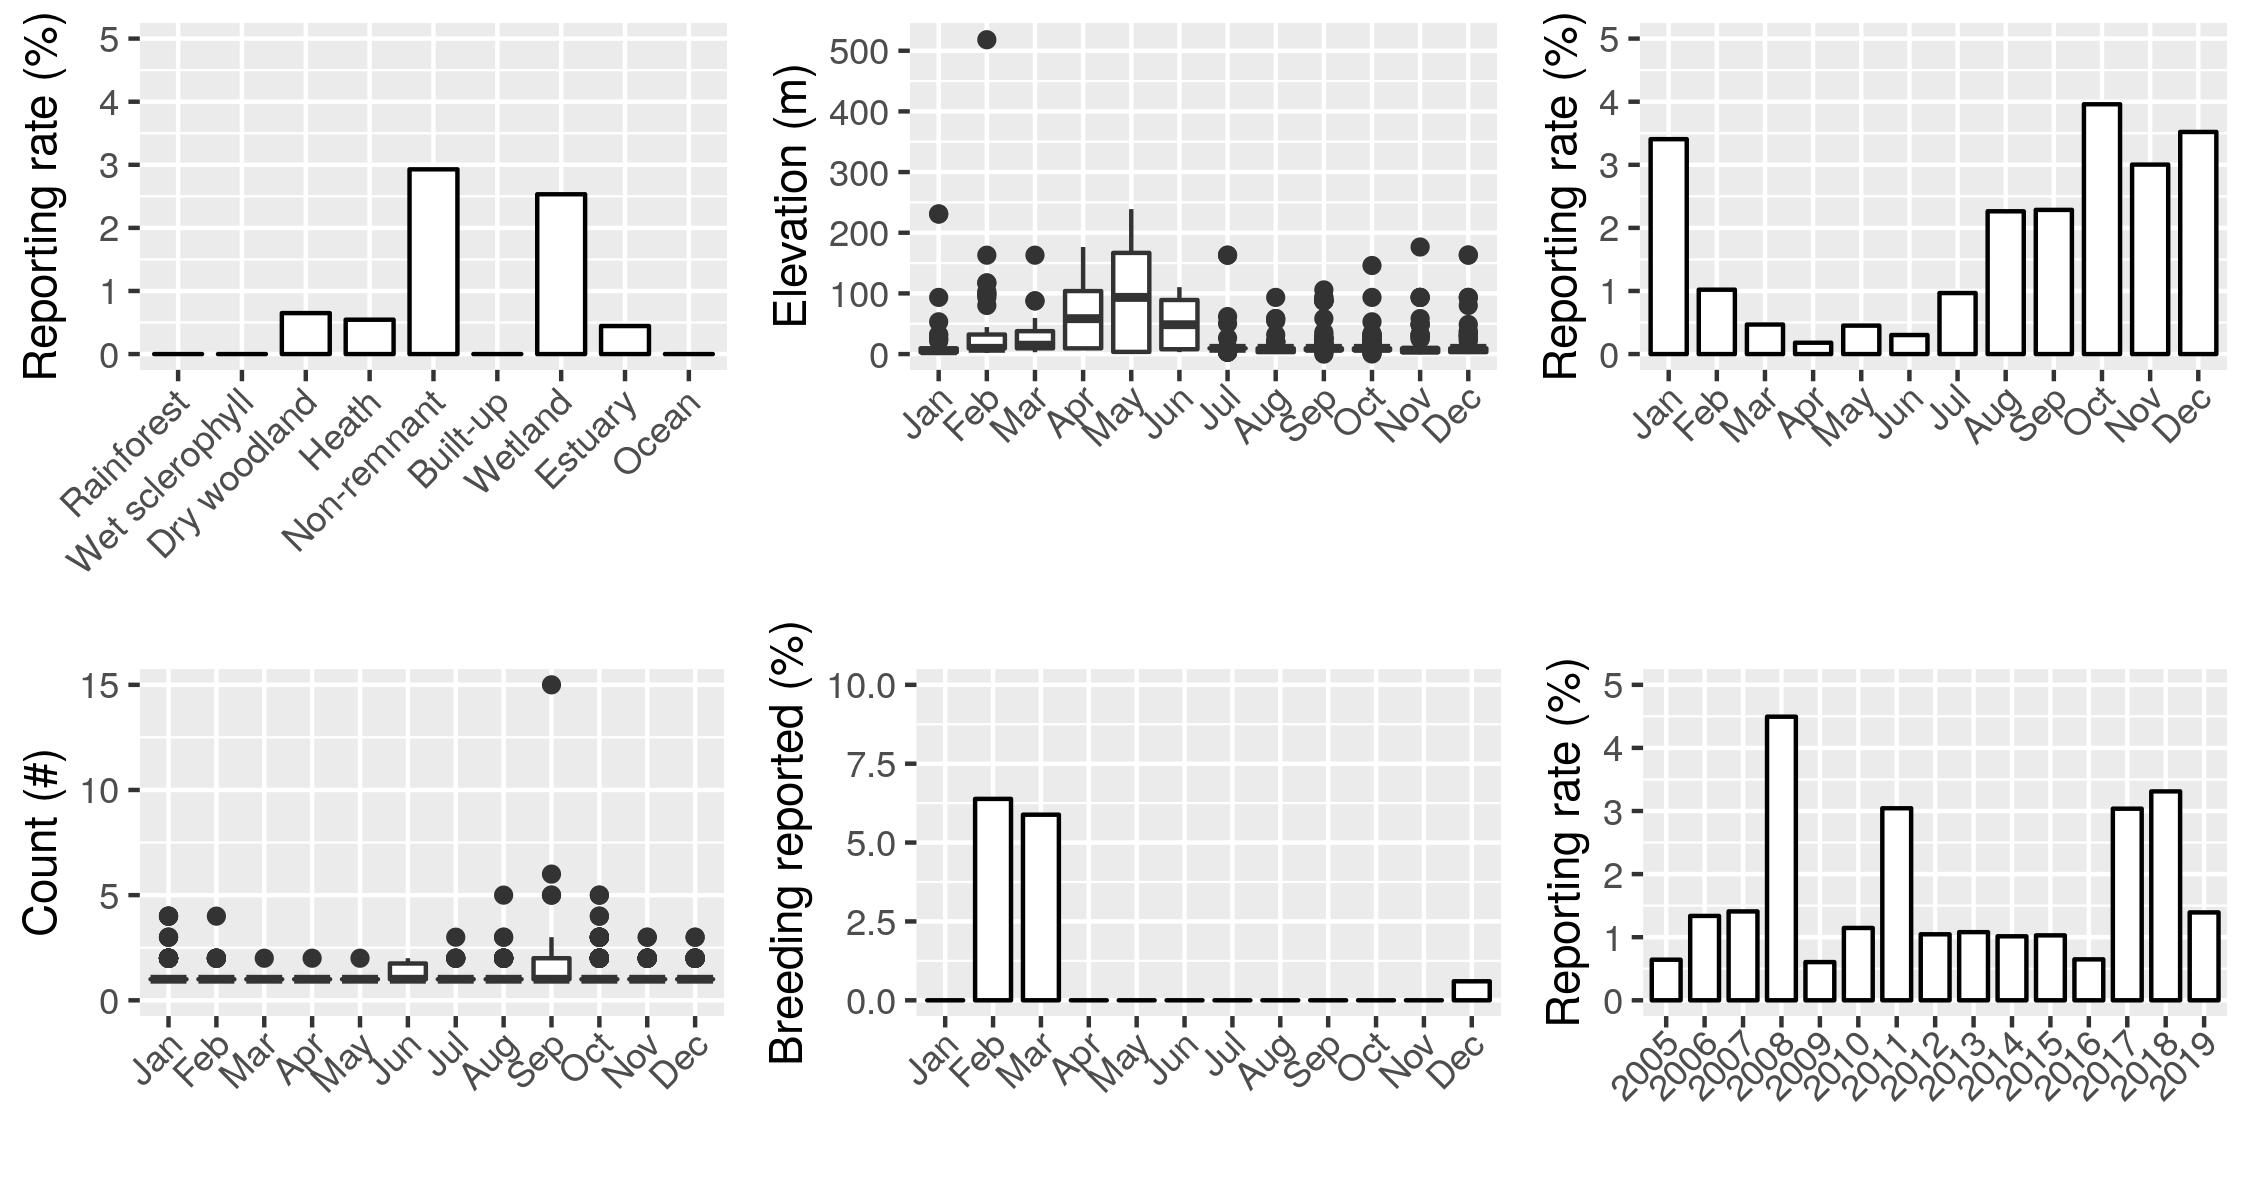 Reporting rate (%)
5
4
3
2
1
0
Rainforest
Wet sclerophyll
Dry woodland
Heath
Non-remnant
Built-up
Wetland
Estuary
Ocean
Elevation (m)
500
400
300
200
100
0
Jan
Feb
Mar
Apr
May
Jun
Jul
Aug
Sep
Oct
Nov
Dec
Reporting rate (%)
5
4
3
2
1
0
Jan
Feb
Mar
Apr
May
Jun
Jul
Aug
Sep
Oct
Nov
Dec
Count (#)
15
10
5
0
Jan
Feb
Mar
Apr
May
Jun
Jul
Aug
Sep
Oct
Nov
Dec
Breeding reported (%)
10.0
7.5
5.0
2.5
0.0
Jan
Feb
Mar
Apr
May
Jun
Jul
Aug
Sep
Oct
Nov
Dec
Reporting rate (%)
5
4
3
2
1
0
2005
2006
2007
2008
2009
2010
2011
2012
2013
2014
2015
2016
2017
2018
2019